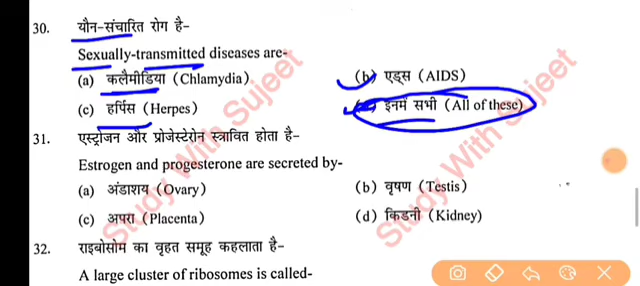 30. यौन-संचारित रोग है-
Sexually-transmitted diseases are-
(a) क्लैमीडिया (Chlamydia) (b) एड्स (AIDS)
(c) हर्पिस (Herpes) इनमें सभी (All of these)
31. एस्ट्रोजन और प्रोजेस्टेरोन स्त्रावित होता है-
Estrogen and progesterone are secreted by-
(a) अंडाशय (Ovary) (b) वृषण (Testis)
(c) अपरा (Placenta) (d) किडनी (Kidney)
32. राइबोसोम का वृहत समूह कहलाता है-
A large cluster of ribosomes is called-
Study With Sujeet
Study With Sujeet